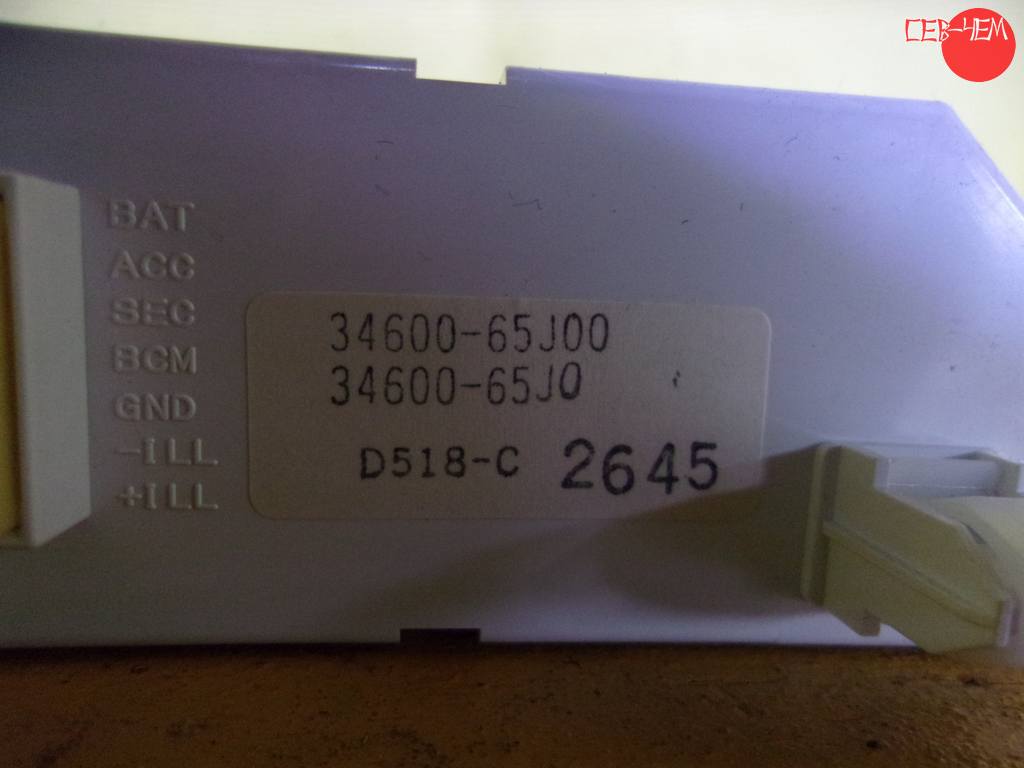 СЕВ-ЧЕМ
BAT
ACC
SEC
BCM
GND
-ILL
+ILL
34600-65J00
34600-65J0
D518-C 2645